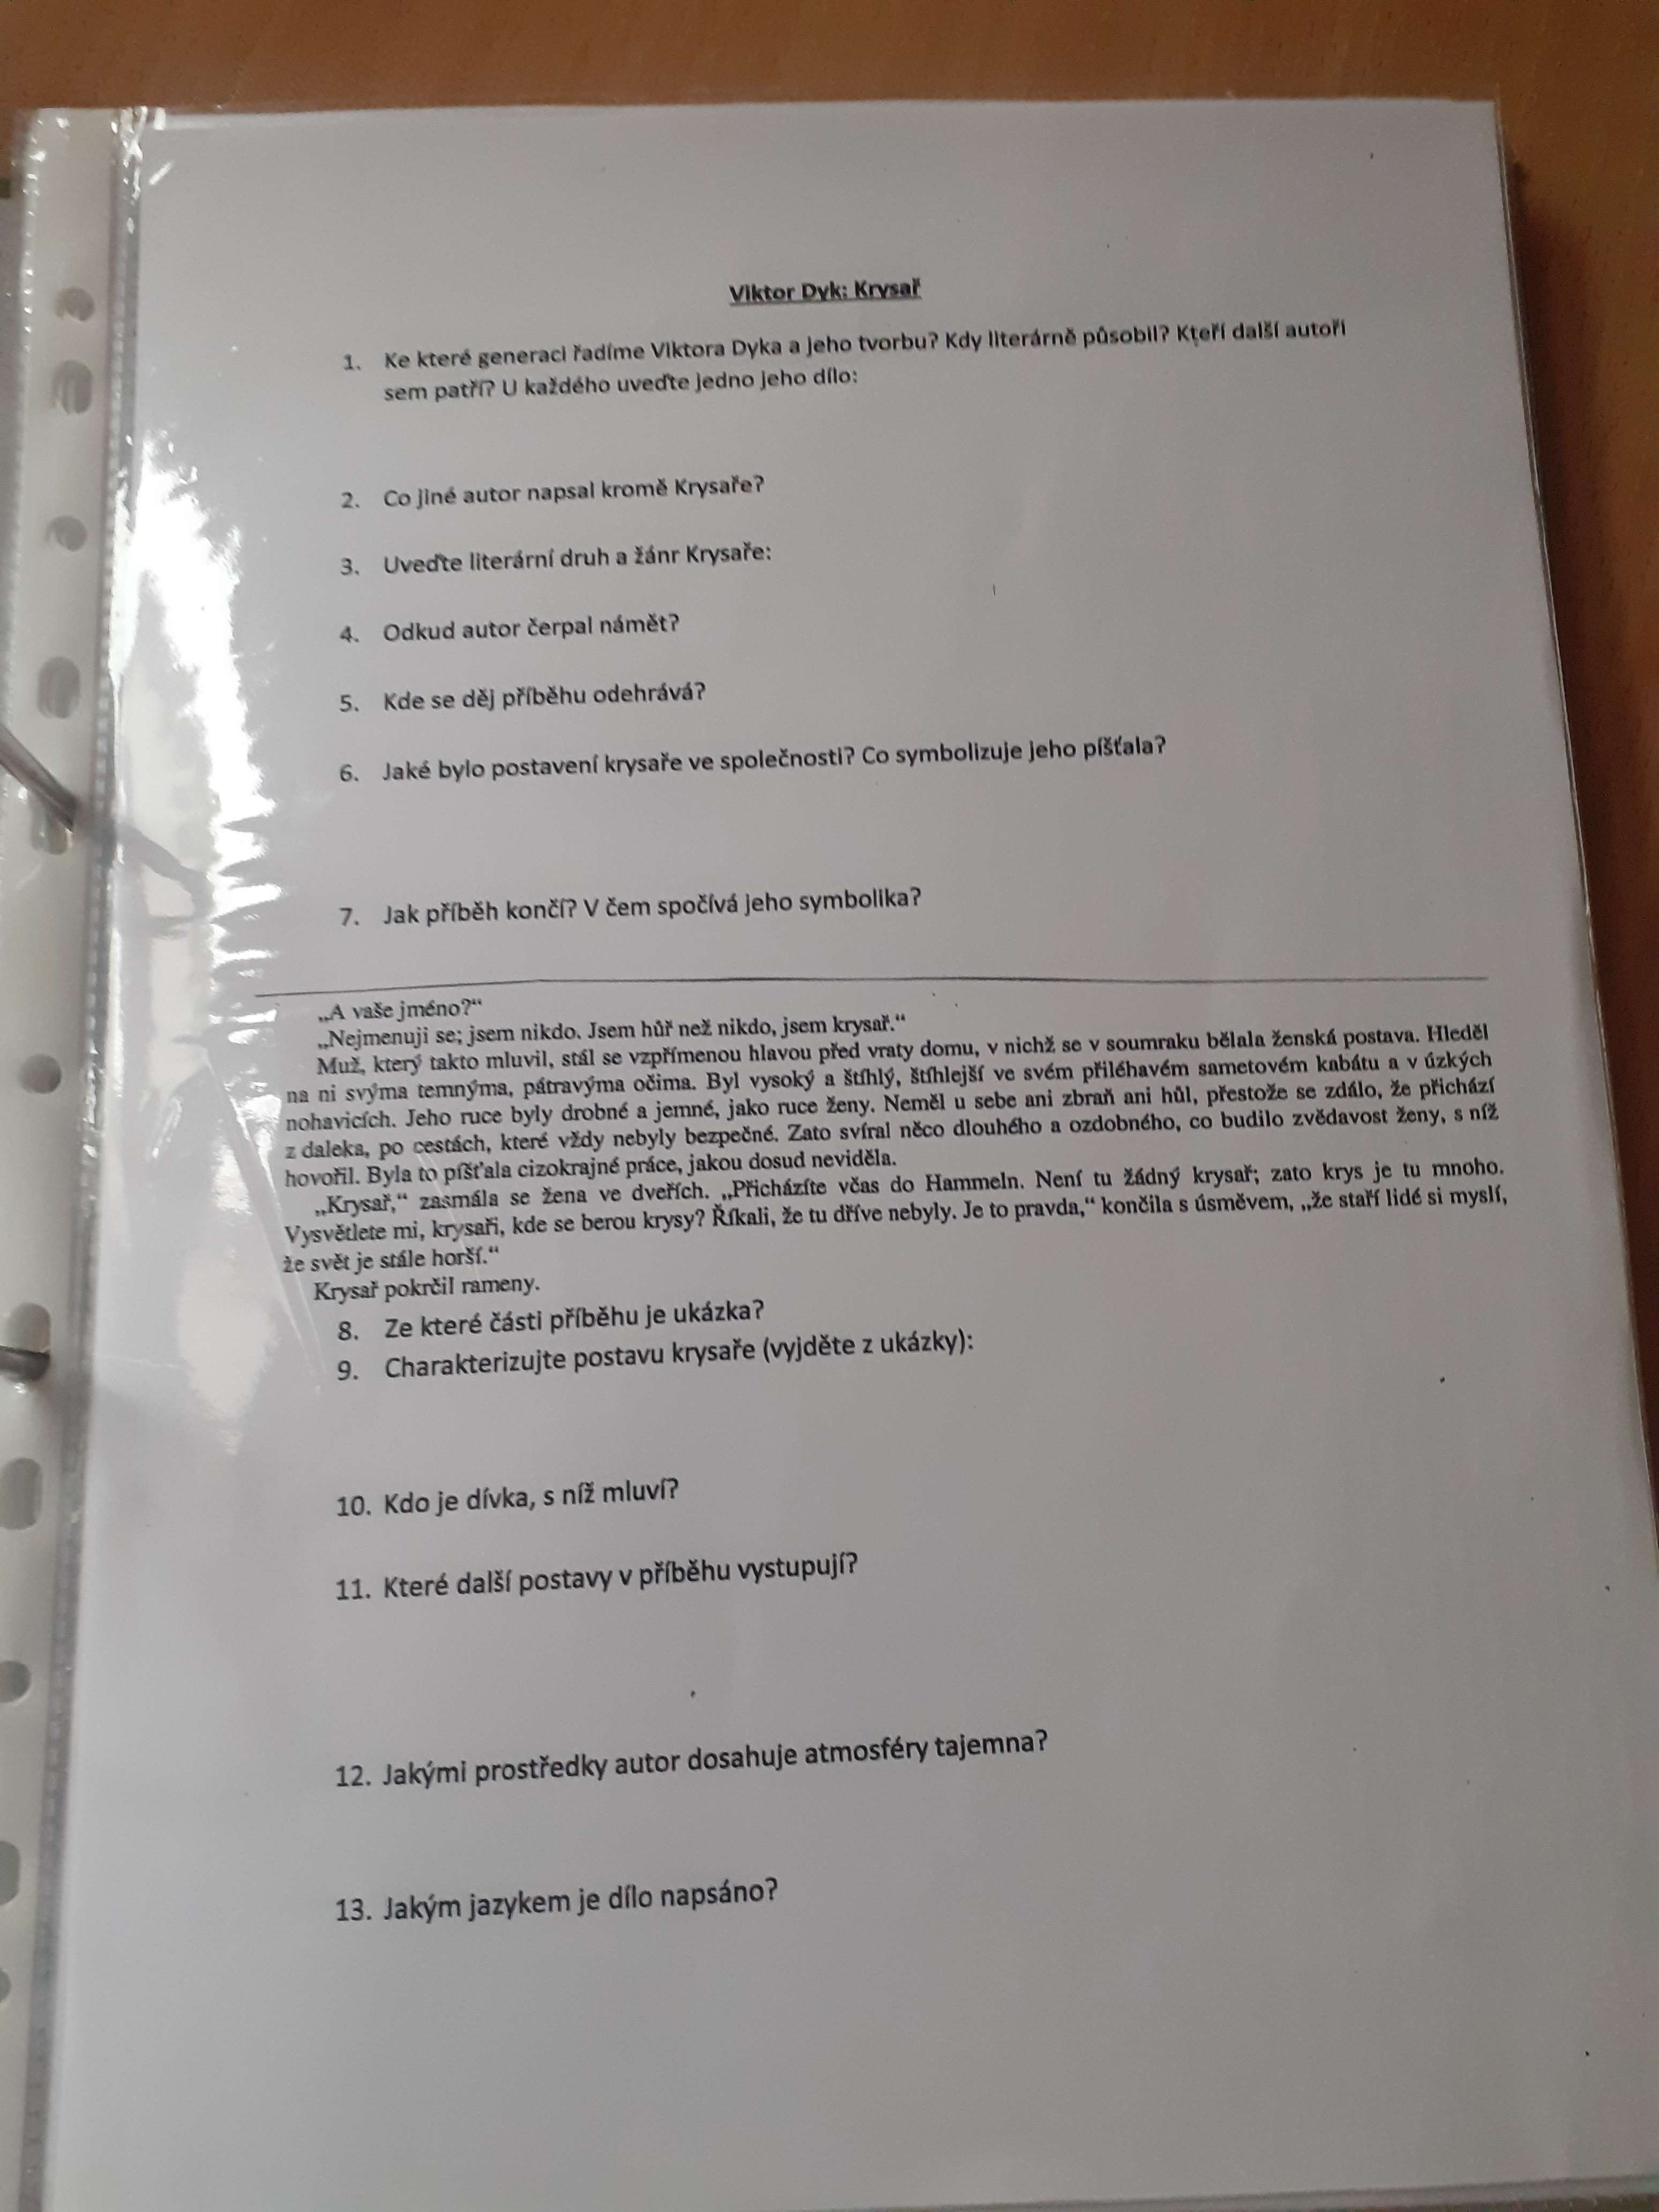 Viktor Dyk: Krysař
1. Ke které generaci řadíme Viktora Dyka a jeho tvorbu? Kdy literárně působil? Kteří další autoři
sem patří? U každého uveďte jedno jeho dílo:
2. Co jiné autor napsal kromě Krysaře?
3. Uveďte literární druh a žánr Krysaře:
4. Odkud autor čerpal námět?
5. Kde se děj příběhu odehrává?
6. Jaké bylo postavení krysaře ve společnosti? Co symbolizuje jeho píšťala?
7. Jak příběh končí? V čem spočívá jeho symbolika?
„A vaše jméno?“
„Nejmenuji se; jsem nikdo. Jsem hůř než nikdo, jsem krysař.“
Muž, který takto mluvil, stál se vzpřímenou hlavou před vraty domu, v nichž se v soumraku bělala ženská postava. Hleděl
na ni svýma temnýma, pátravýma očima. Byl vysoký a štíhlý, štíhlejší ve svém přiléhavém sametovém kabátu a v úzkých
nohavicích. Jeho ruce byly drobné a jemné, jako ruce ženy. Neměl u sebe ani zbraň ani hůl, přestože se zdálo, že přichází
z daleka, po cestách, které vždy nebyly bezpečné. Zato svíral něco dlouhého a ozdobného, co budilo zvědavost ženy, s níž
hovořil. Byla to píšťala cizokrajné práce, jakou dosud neviděla.
„Krysař,“ zasmála se žena ve dveřích. „Přicházíte včas do Hammeln. Není tu žádný krysař; zato krys je tu mnoho.
Vysvětlete mi, krysaři, kde se berou krysy? Říkali, že tu dříve nebyly. Je to pravda,“ končila s úsměvem, „že staří lidé si myslí,
že svět je stále horší.“
Krysař pokrčil rameny.
8. Ze které části příběhu je ukázka?
9. Charakterizujte postavu krysaře (vyjděte z ukázky):
10. Kdo je dívka, s níž mluví?
11. Které další postavy v příběhu vystupují?
12. Jakými prostředky autor dosahuje atmosféry tajemna?
13. Jakým jazykem je dílo napsáno?